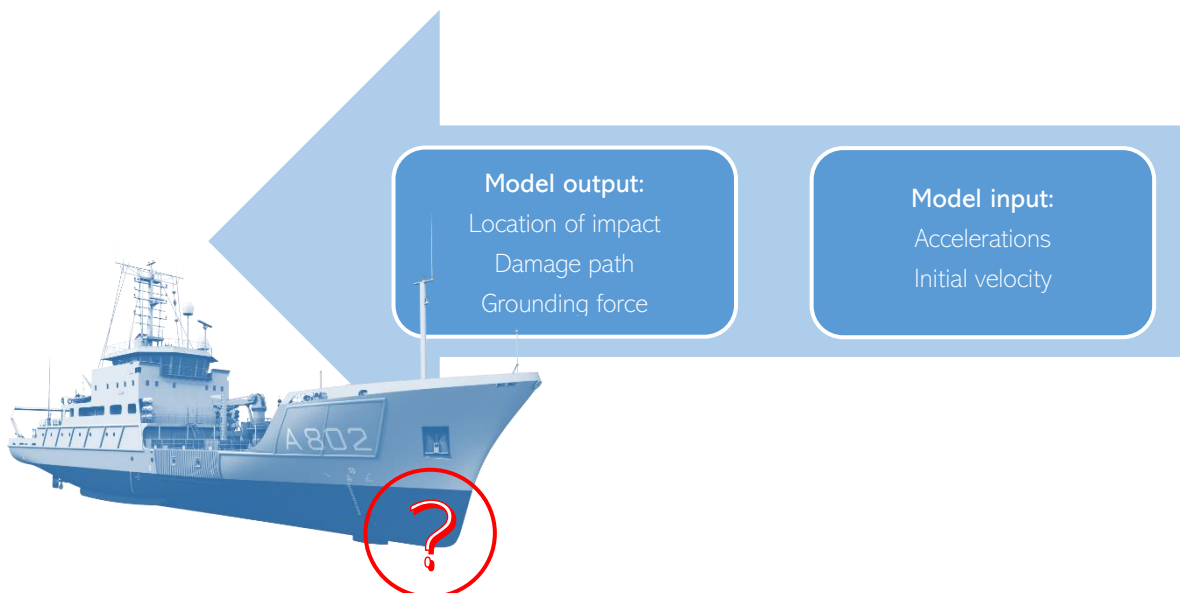 Model output:
Location of impact
Damage path
Grounding force
Model input:
Accelerations
Initial velocity
A802
?